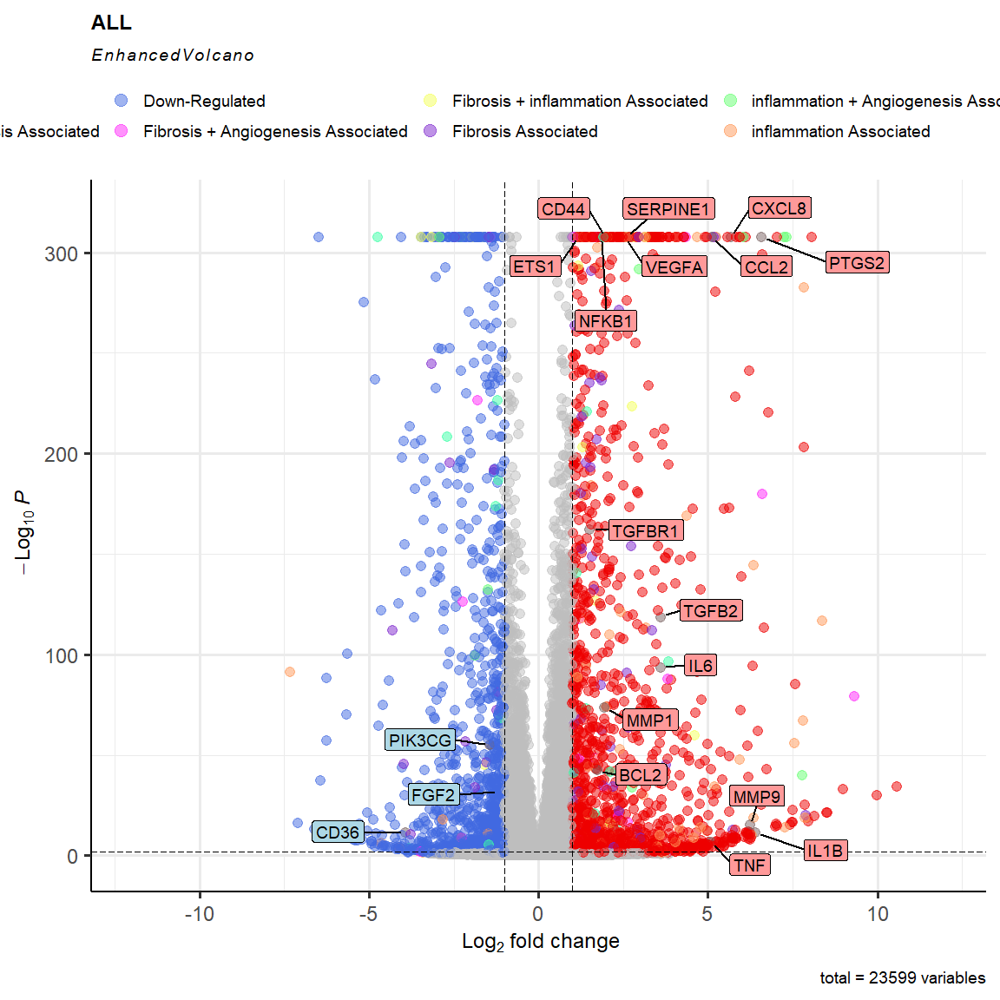 ALL
EnhancedVolcano
Down-Regulated
Fibrosis + inflammation Associated
inflammation + Angiogenesis Asso
is Associated
Fibrosis + Angiogenesis Associated
Fibrosis Associated
inflammation Associated
CD44
SERPINE1
CXCL8
ETS1
VEGFA
CCL2
PTGS2
NFKB1
TGFBR1
TGFB2
IL6
MMP1
PIK3CG
BCL2
FGF2
MMP9
CD36
IL1B
TNF
300
200
100
0
−Log10 P
-10
-5
0
5
10
Log2 fold change
total = 23599 variables